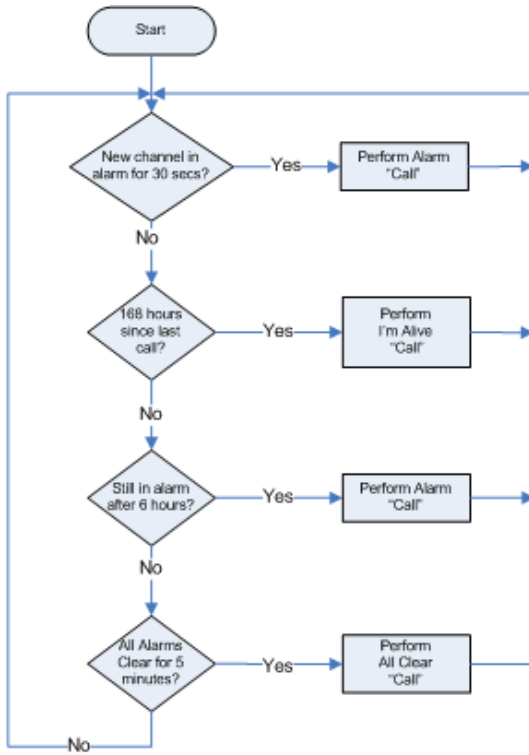 Start
New channel in
alarm for 30 secs?
Yes
Perform Alarm
“Call”
No
168 hours
since last
call?
Yes
Perform
I'm Alive
“Call”
No
Still in alarm
after 6 hours?
Yes
Perform Alarm
“Call”
No
All Alarms
Clear for 5
minutes?
Yes
Perform
All Clear
“Call”
No